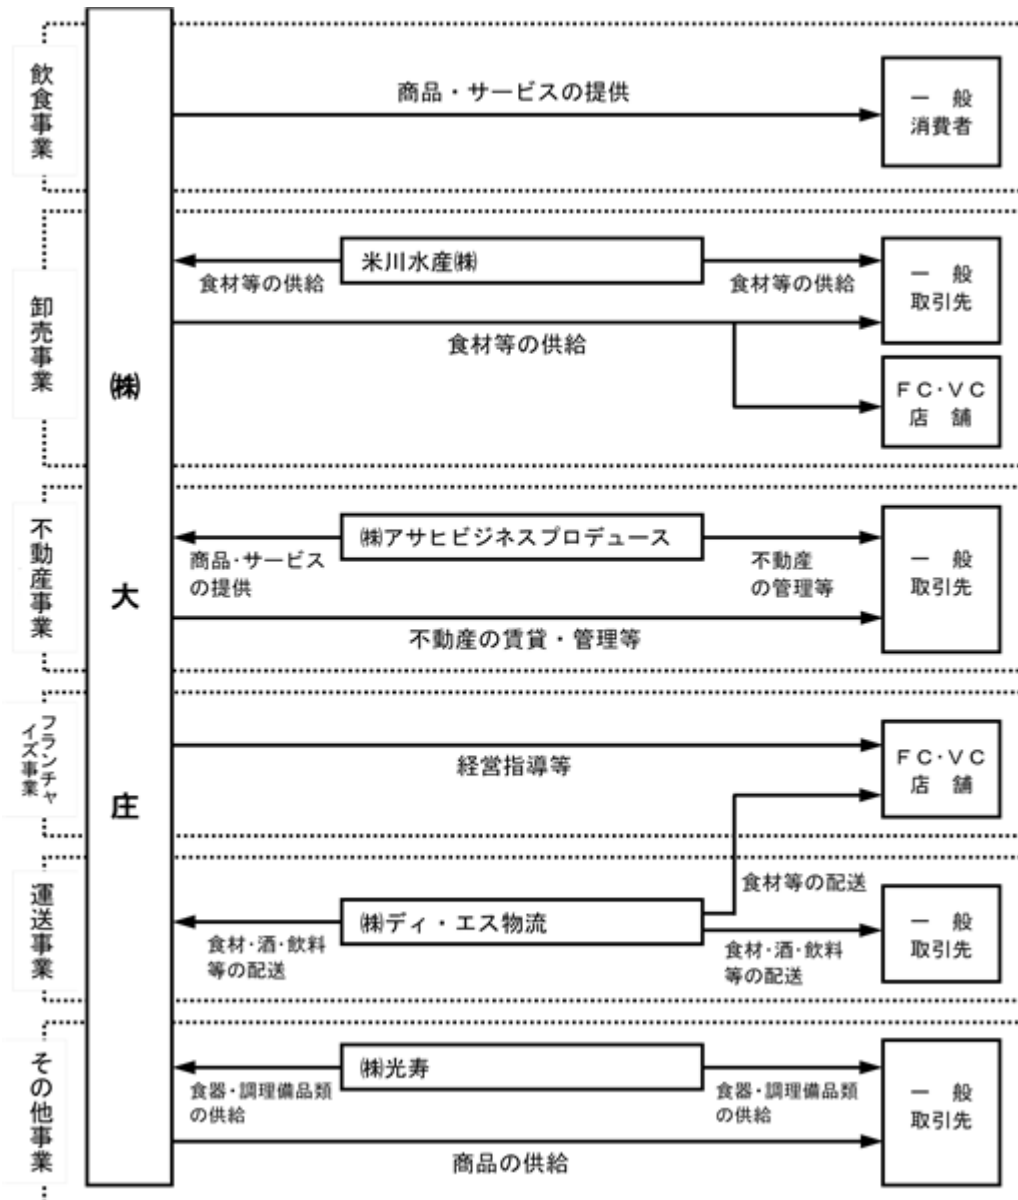 飲食事業
商品・サービスの提供
一 般
消費者
卸売事業
米川水産㈱
食材等の供給
食材等の供給
一 般
取引先
食材等の供給
FC・VC
店 舗
㈱大庄
不動産事業
㈱アサヒビジネスプロデュース
商品・サービス
の提供
不動産
の管理等
一 般
取引先
不動産の賃貸・管理等
フランチャ
イズ事業
経営指導等
FC・VC
店 舗
運送事業
食材等の配送
㈱ディ・エス物流
食材・酒・飲料
等の配送
食材・酒・飲料
等の配送
一 般
取引先
その他事業
㈱光寿
食器・調理備品類
の供給
食器・調理備品類
の供給
一 般
取引先
商品の供給